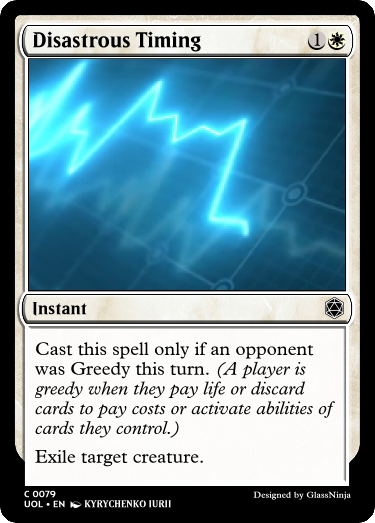 Disastrous Timing 1
Instant
Cast this spell only if an opponent
was Greedy this turn. (A player is
greedy when they pay life or discard
cards to pay costs or activate abilities of
cards they control.)
Exile target creature.
C 0079
UOL • EN KYRYCHENKO IURII
Designed by GlassNinja